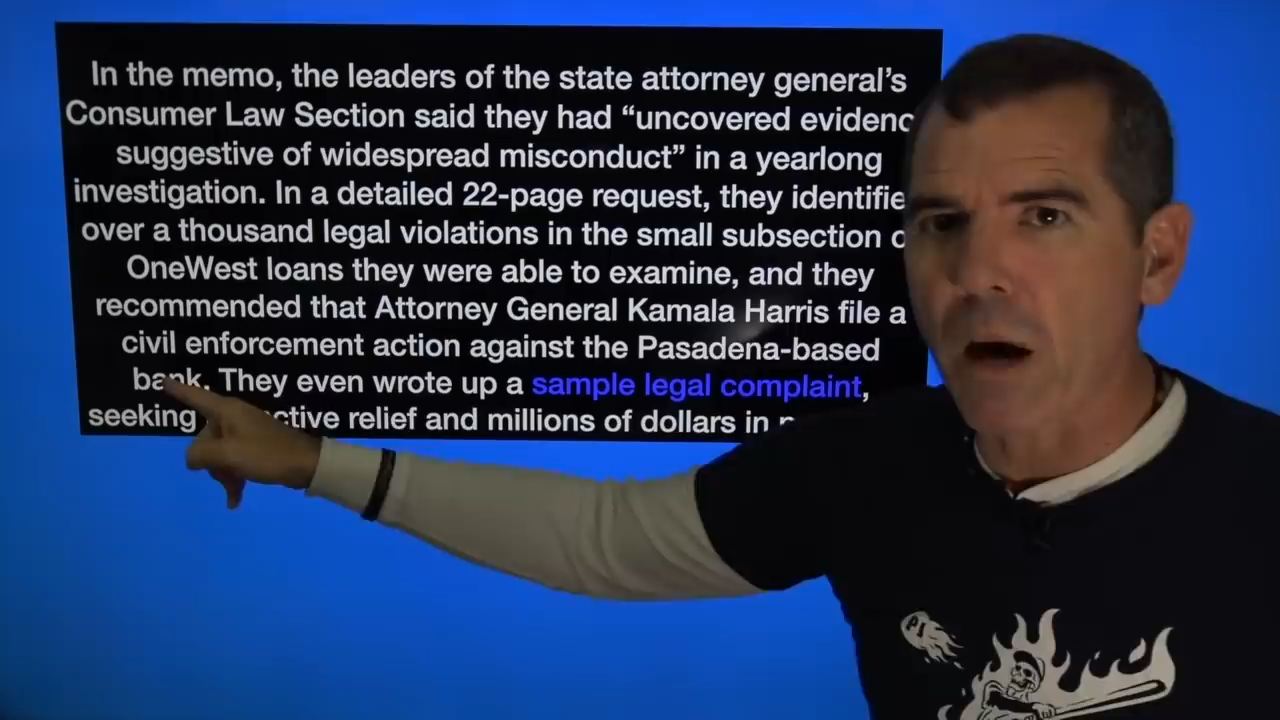 In the memo, the leaders of the state attorney general's
Consumer Law Section said they had “uncovered evidenc
suggestive of widespread misconduct” in a yearlong
investigation. In a detailed 22-page request, they identifie
over a thousand legal violations in the small subsection
OneWest loans they were able to examine, and they
recommended that Attorney General Kamala Harris file a
civil enforcement action against the Pasadena-based
bank. They even wrote up a sample legal complaint,
seeking ctive relief and millions of dollars in